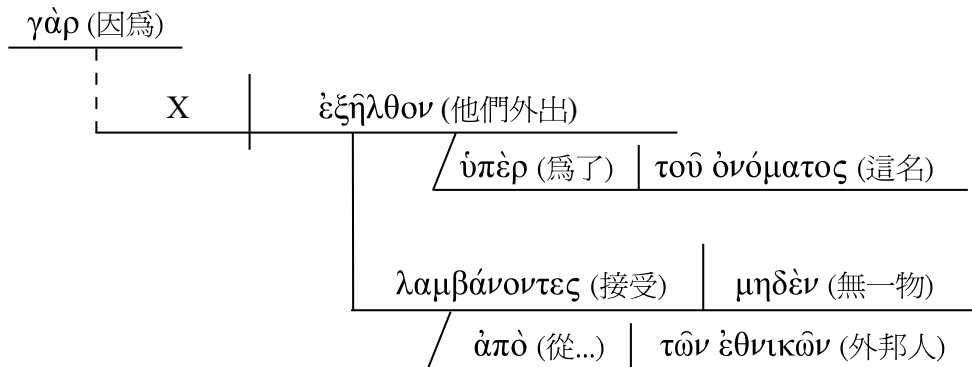 γὰρ (因爲)
X ἐξῆλθον (他們外出)
ὑπὲρ (爲了) τοῦ ὀνόματος (這名)
λαμβάνοντες (接受) μηδὲν (無一物)
ἀπὸ (從...) τῶν ἐθνικῶν (外邦人)